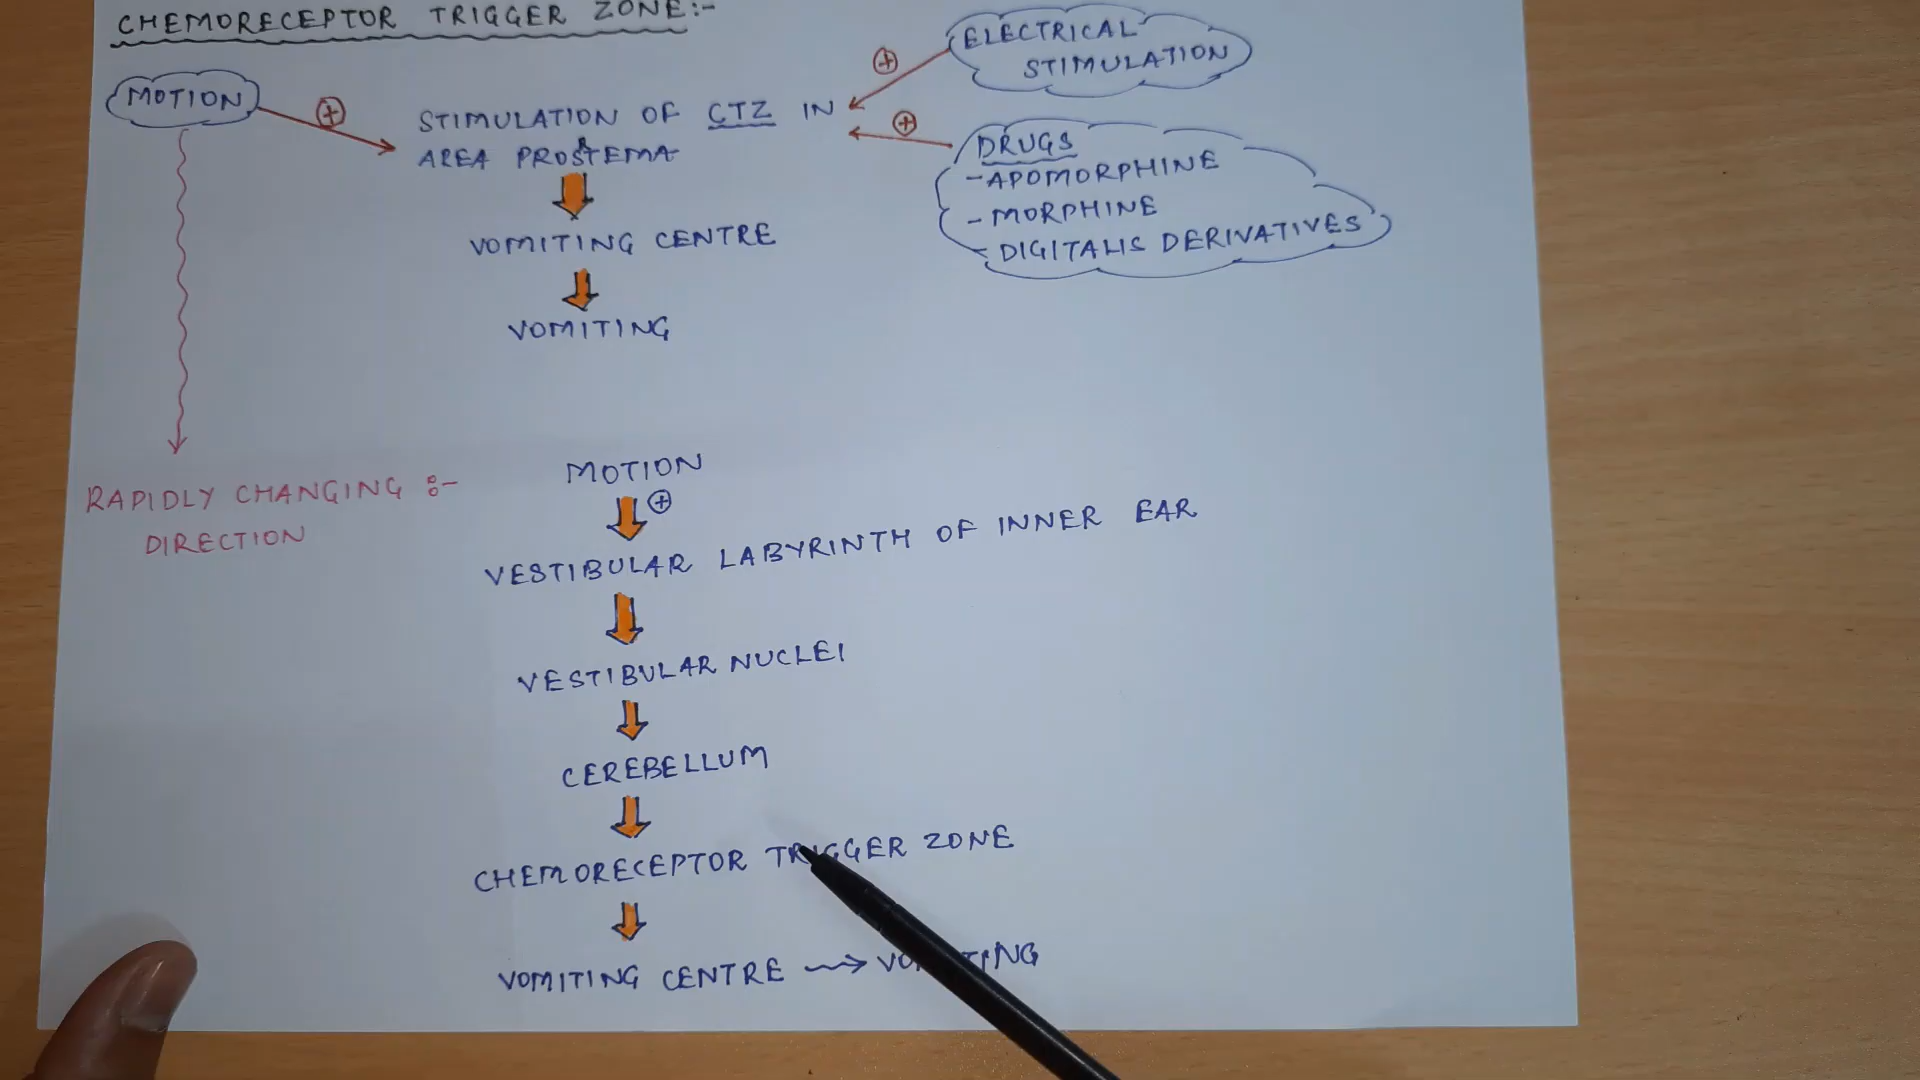 CHEMORECEPTOR TRIGGER ZONE:-
MOTION
ELECTRICAL
STIMULATION
STIMULATION OF CTZ IN
AREA PROSTEMA
DRUGS
- APOMORPHINE
- MORPHINE
- DIGITALIS DERIVATIVES
VOMITING CENTRE
VOMITING
RAPIDLY CHANGING :-
DIRECTION
MOTION
VESTIBULAR LABYRINTH OF INNER EAR
VESTIBULAR NUCLEI
CEREBELLUM
CHEMORECEPTOR TRIGGER ZONE
VOMITING CENTRE → VOMITING